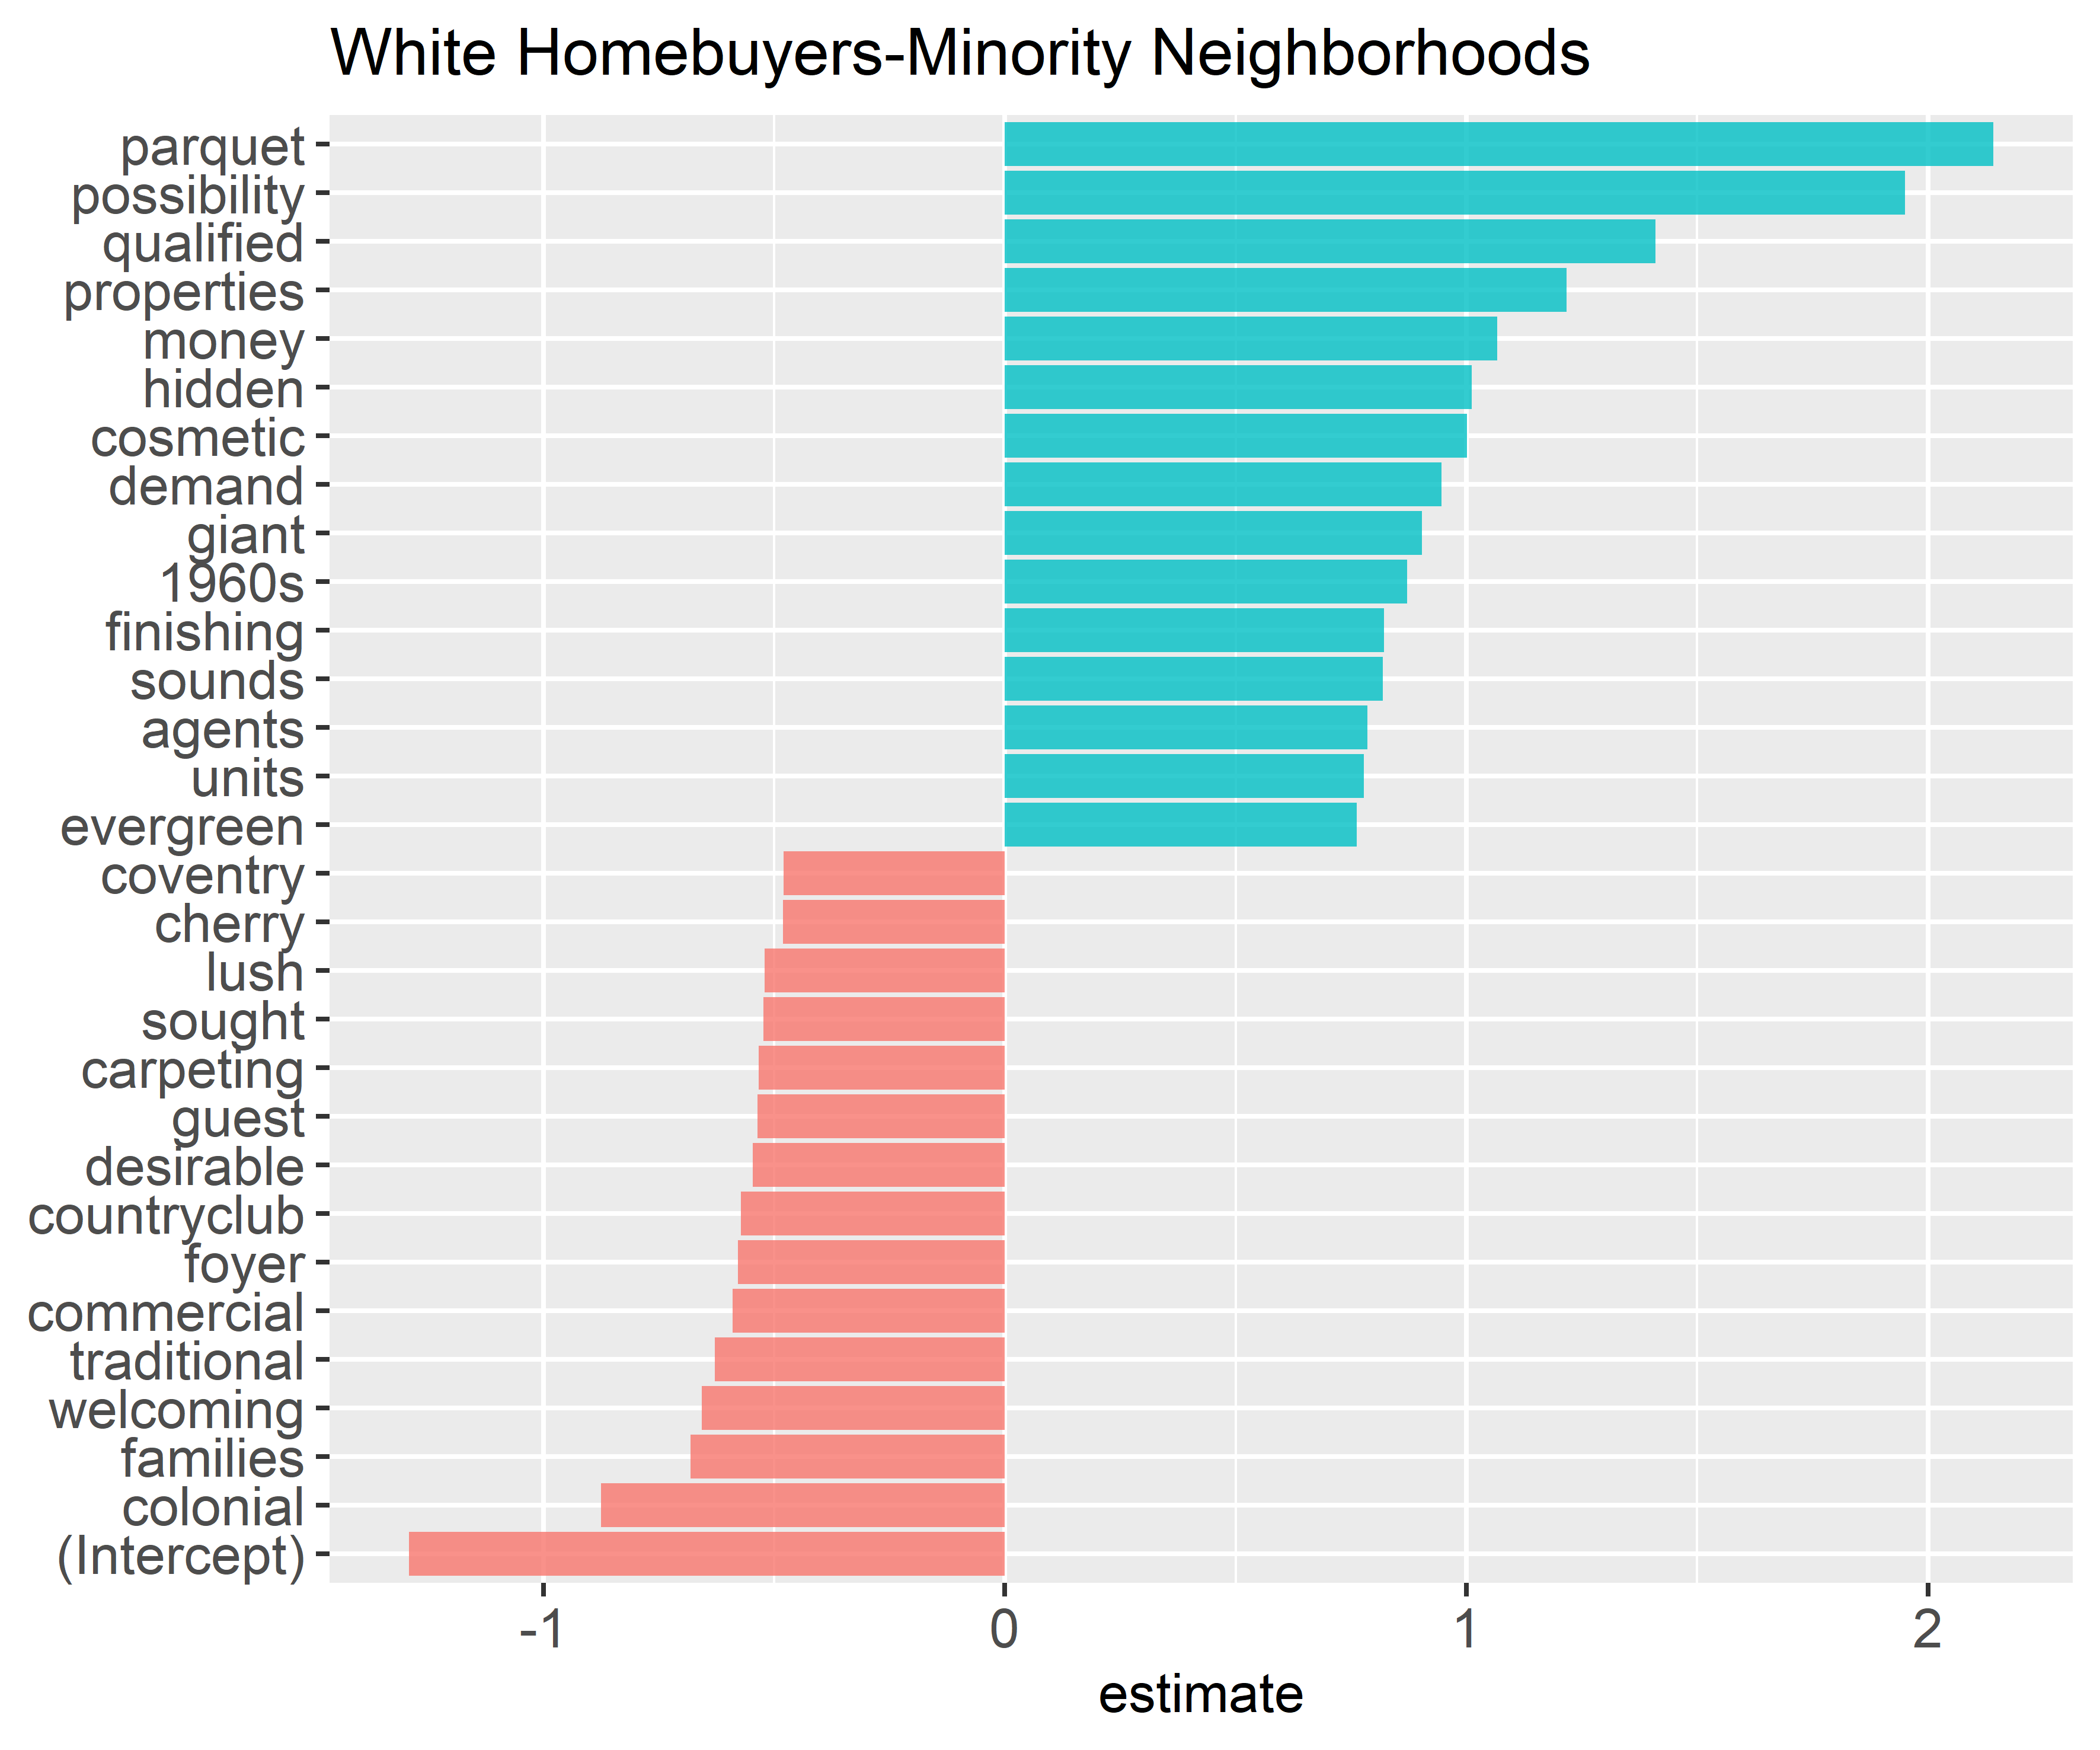 White Homebuyers-Minority Neighborhoods
parquet
possibility
qualified
properties
money
hidden
cosmetic
demand
giant
1960s
finishing
sounds
agents
units
evergreen
coventry
cherry
lush
sought
carpeting
guest
desirable
countryclub
foyer
commercial
traditional
welcoming
families
colonial
(Intercept)
-1 0 1 2
estimate